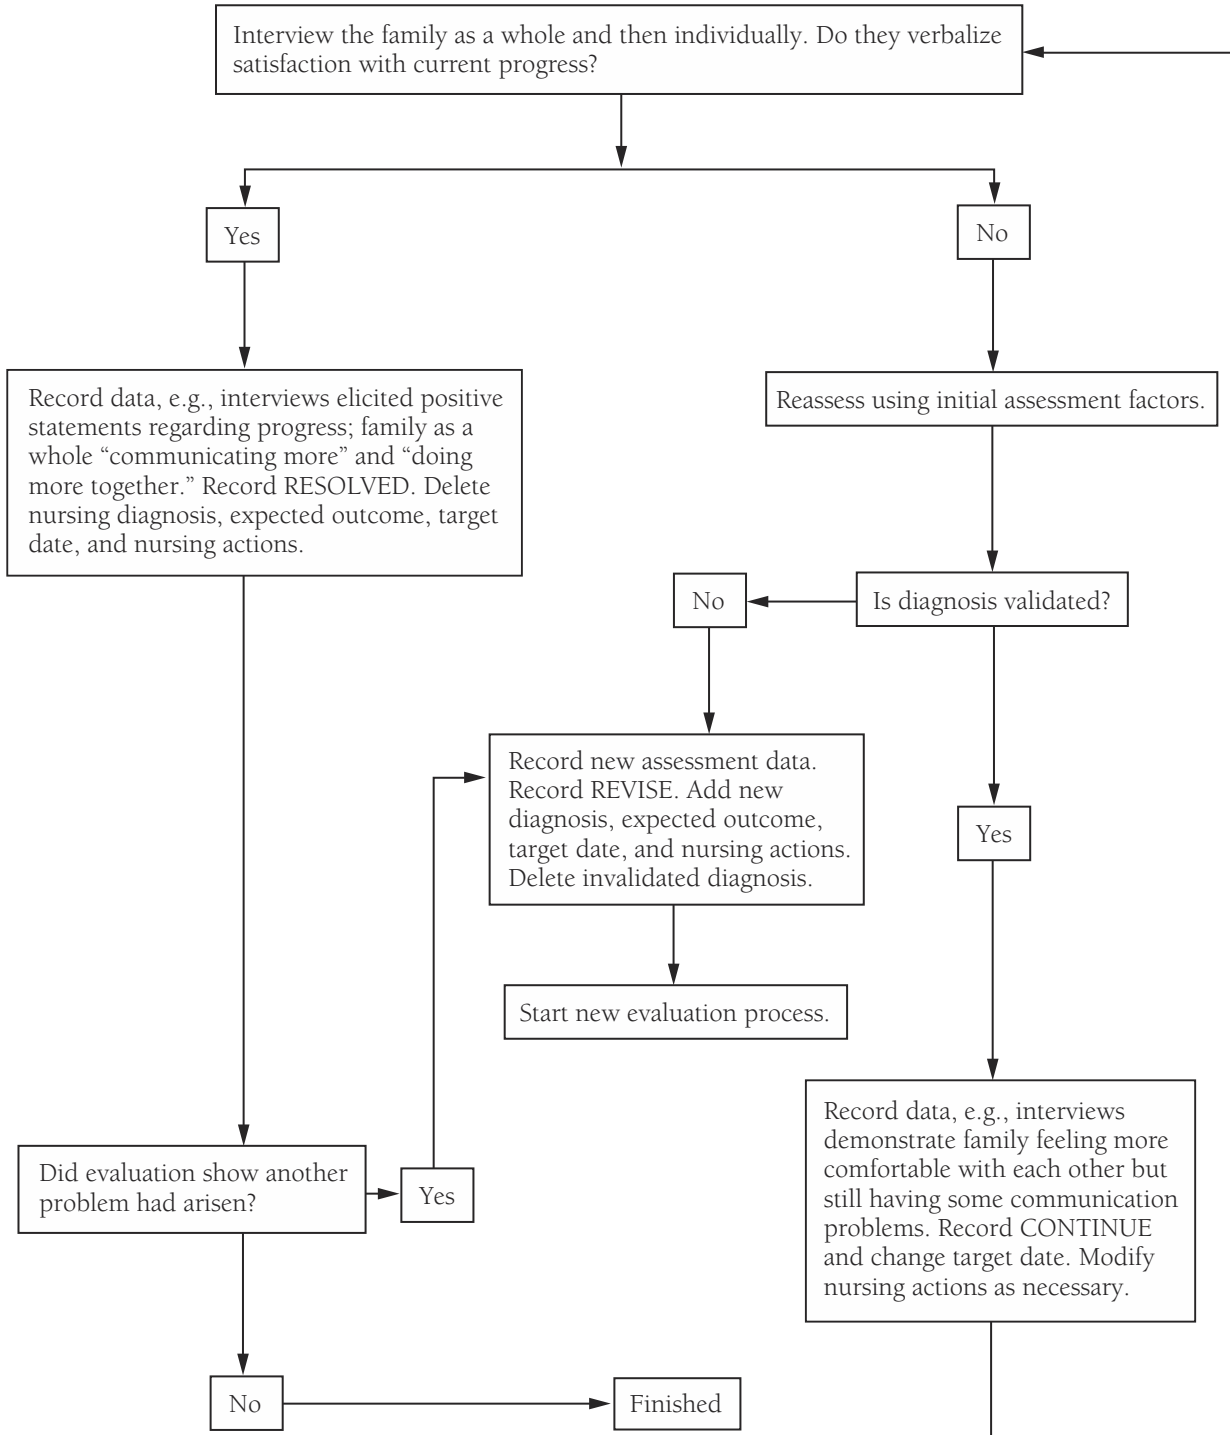 Interview the family as a whole and then individually. Do they verbalize
satisfaction with current progress?
Yes
No
Record data, e.g., interviews elicited positive
statements regarding progress; family as a
whole “communicating more” and “doing
more together.” Record RESOLVED. Delete
nursing diagnosis, expected outcome, target
date, and nursing actions.
Reassess using initial assessment factors.
No
Is diagnosis validated?
Record new assessment data.
Record REVISE. Add new
diagnosis, expected outcome,
target date, and nursing actions.
Delete invalidated diagnosis.
Yes
Start new evaluation process.
Record data, e.g., interviews
demonstrate family feeling more
comfortable with each other but
still having some communication
problems. Record CONTINUE
and change target date. Modify
nursing actions as necessary.
Did evaluation show another
problem had arisen?
Yes
No
Finished